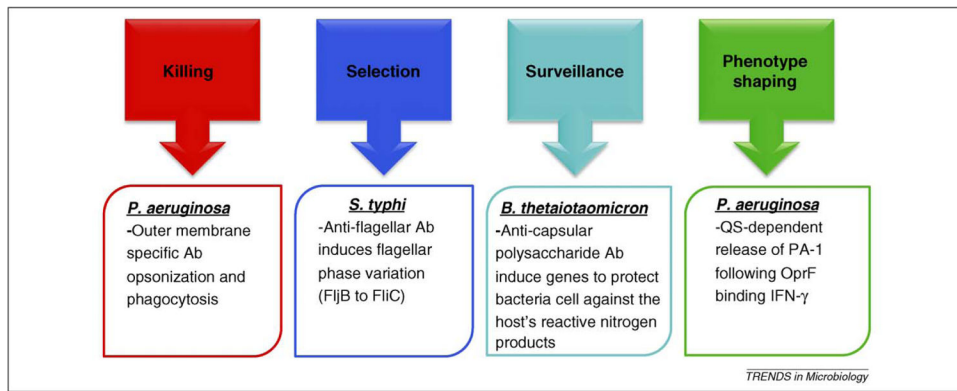 Killing
Selection
Surveillance
Phenotype
shaping
P. aeruginosa
-Outer membrane
specific Ab
opsonization and
phagocytosis
S. typhi
-Anti-flagellar Ab
induces flagellar
phase variation
(FljB to FliC)
B. thetaiotaomicron
-Anti-capsular
polysaccharide Ab
induce genes to protect
bacteria cell against the
host’s reactive nitrogen
products
P. aeruginosa
-QS-dependent
release of PA-1
following OprF
binding IFN-γ
TRENDS in Microbiology